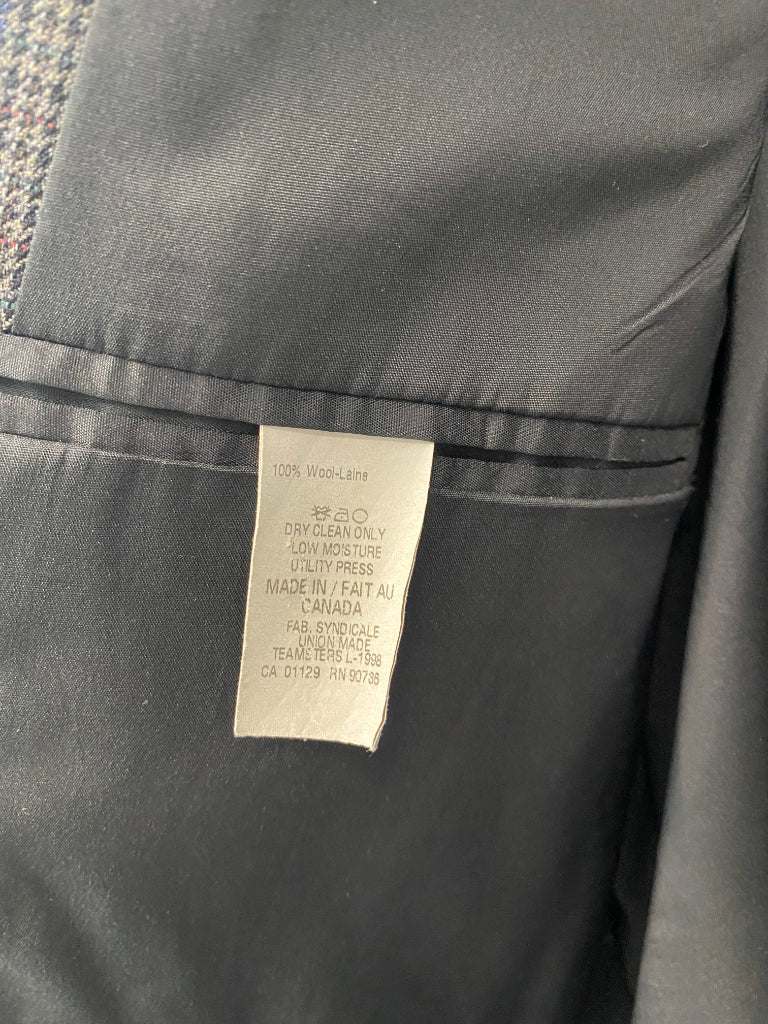 100% Wool-Laine
DRY CLEAN ONLY
LOW MOISTURE
UTILITY PRESS
MADE IN / FAIT AU
CANADA
FAB. SYNDICALE
UNION MADE
TEAMSTERS L-1998
CA 01129 RN 90736